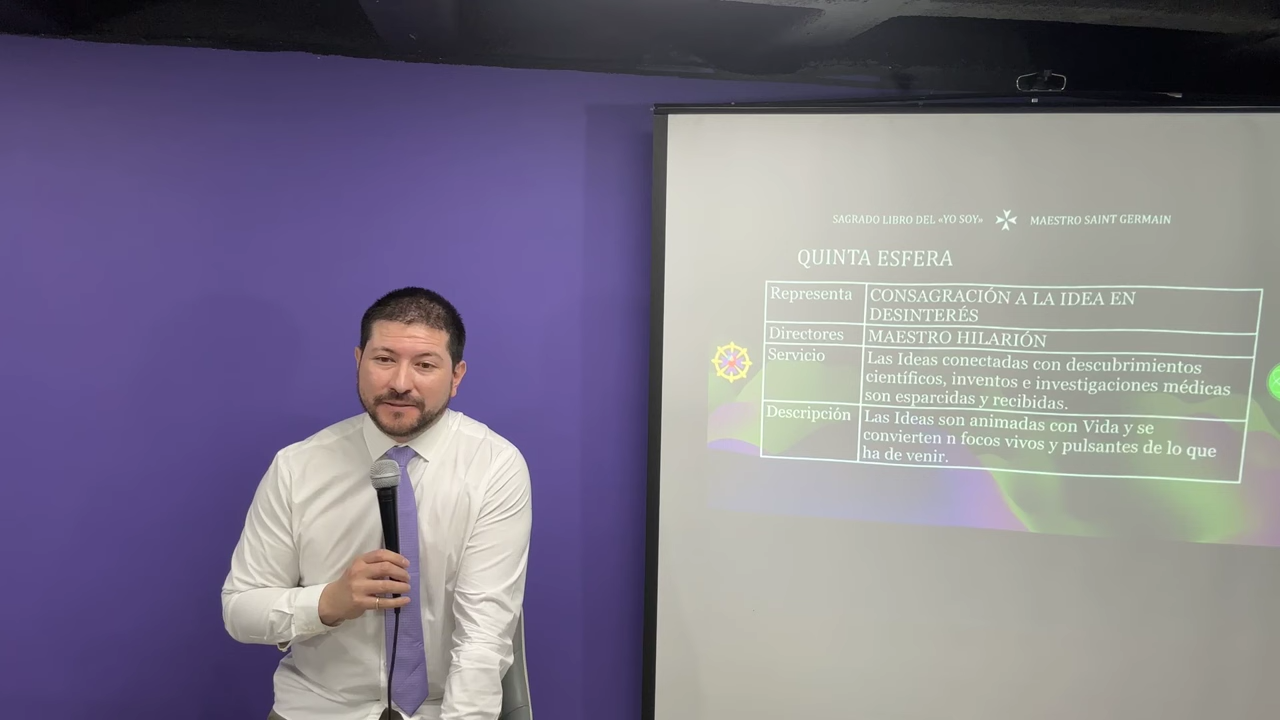 SAGRADO LIBRO DEL «YO SOY» MAESTRO SAINT GERMAIN
QUINTA ESFERA
Representa CONSAGRACIÓN A LA IDEA EN
DESINTERÉS
Directores MAESTRO HILARIÓN
Servicio Las Ideas conectadas con descubrimientos
científicos, inventos e investigaciones médicas
son esparcidas y recibidas.
Descripción Las Ideas son animadas con Vida y se
convierten n focos vivos y pulsantes de lo que
ha de venir.